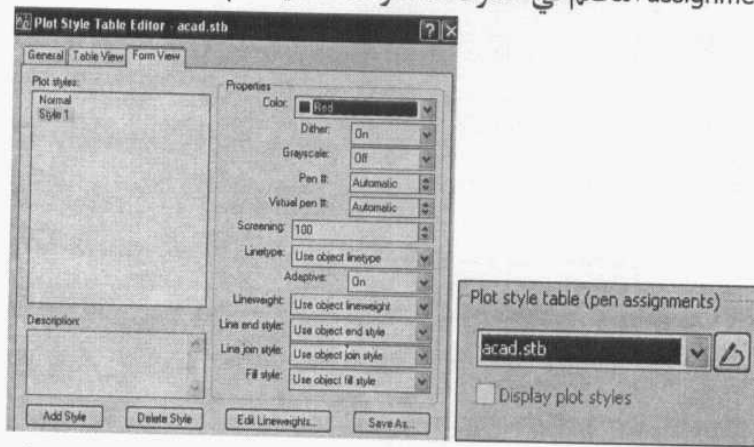 assignment
Plot Style Table Editor - acad.stb
General Table View Form View
Plot styles:
Normal
Style 1
Properties
Color: Red
Dither: On
Grayscale: Off
Pen #: Automatic
Virtual pen #: Automatic
Screening: 100
Linetype: Use object linetype
Adaptive: On
Lineweight: Use object lineweight
Line end style: Use object end style
Line join style: Use object join style
Fill style: Use object fill style
Description:
Add Style Delete Style Edit Lineweights... Save As...
Plot style table (pen assignments)
acad.stb
Display plot styles